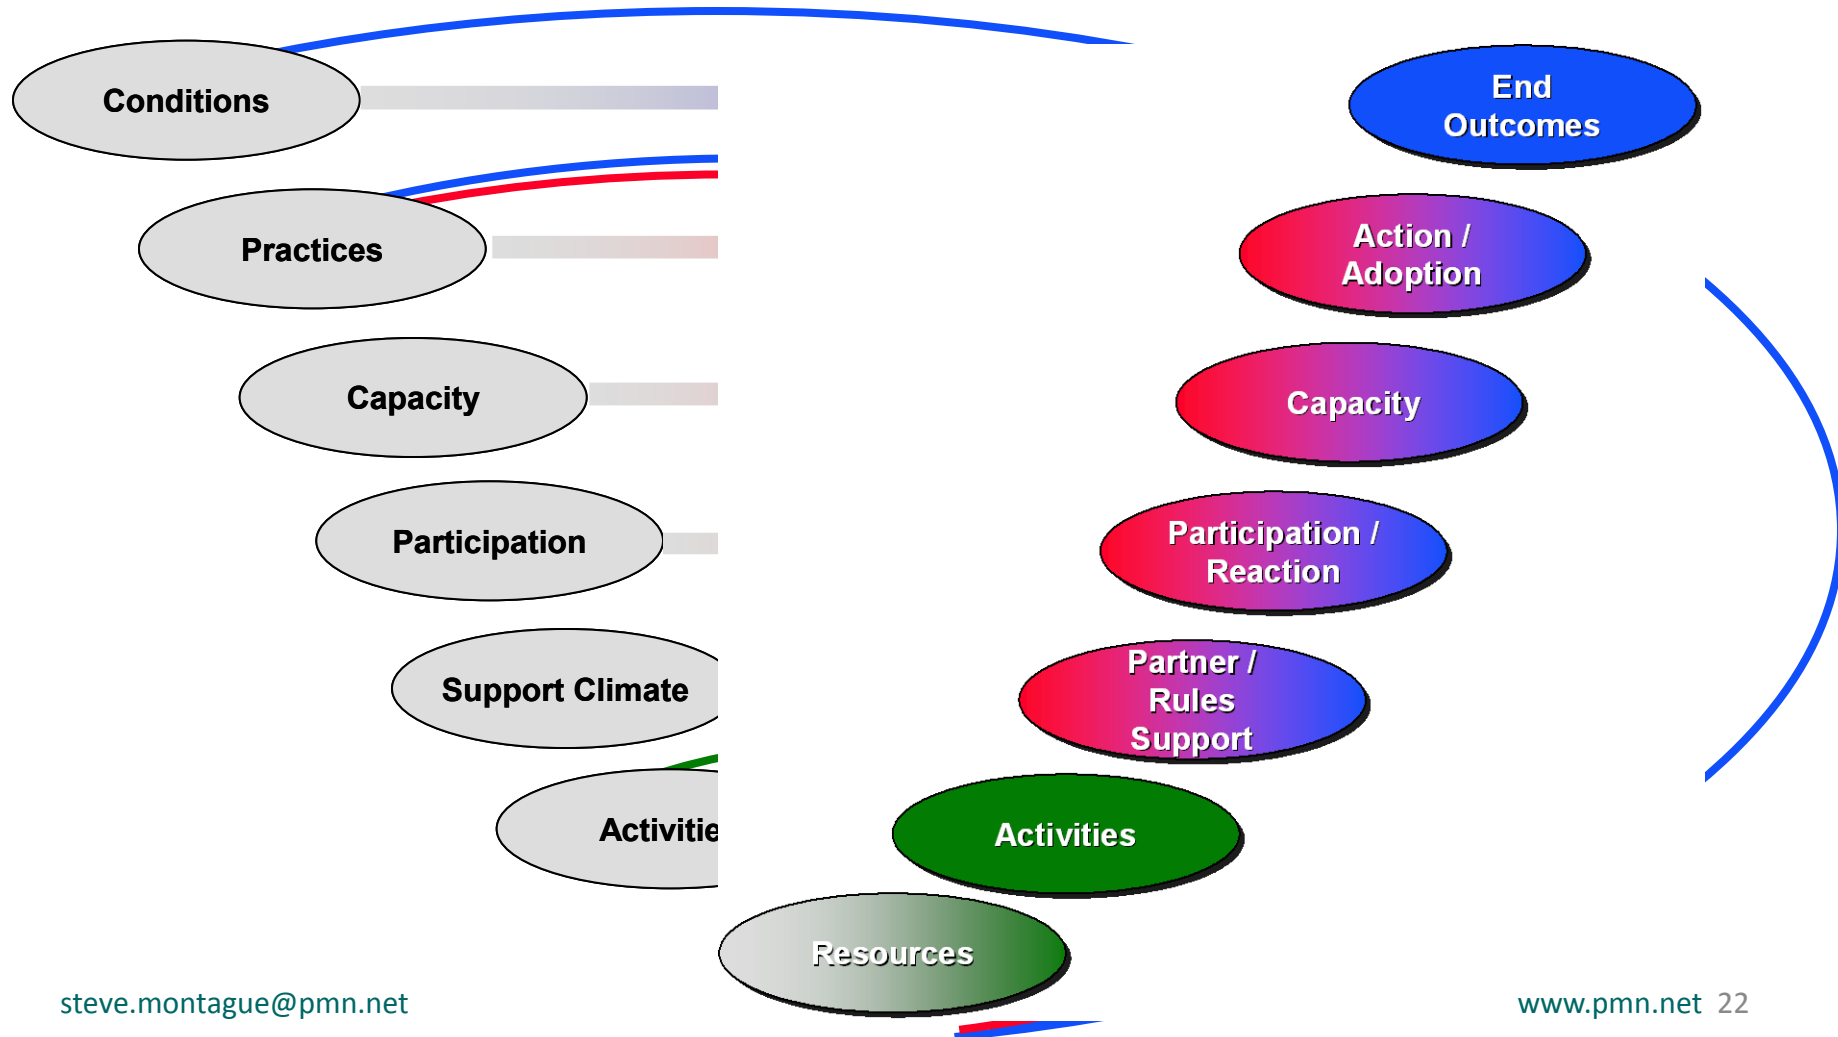 Conditions
End
Outcomes
Practices
Action /
Adoption
Capacity
Capacity
Participation
Participation /
Reaction
Support Climate
Partner /
Rules
Support
Activitie
Activities
Resources
steve.montague@pmn.net
www.pmn.net 22